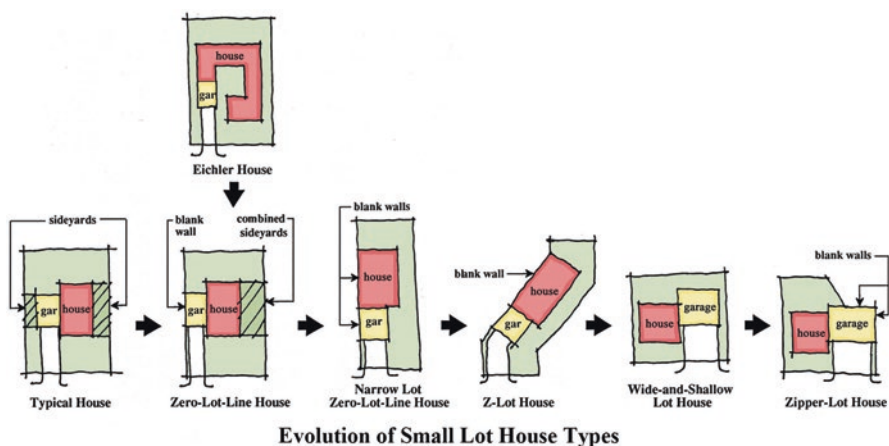 house
gar
Eichler House
sideyards
blank
wall
combined
sideyards
blank walls
blank wall
blank walls
gar
house
gar
house
house
gar
house
gar
garage
house
garage
house
Typical House
Zero-Lot-Line House
Narrow Lot
Zero-Lot-Line House
Z-Lot House
Wide-and-Shallow
Lot House
Zipper-Lot House
Evolution of Small Lot House Types